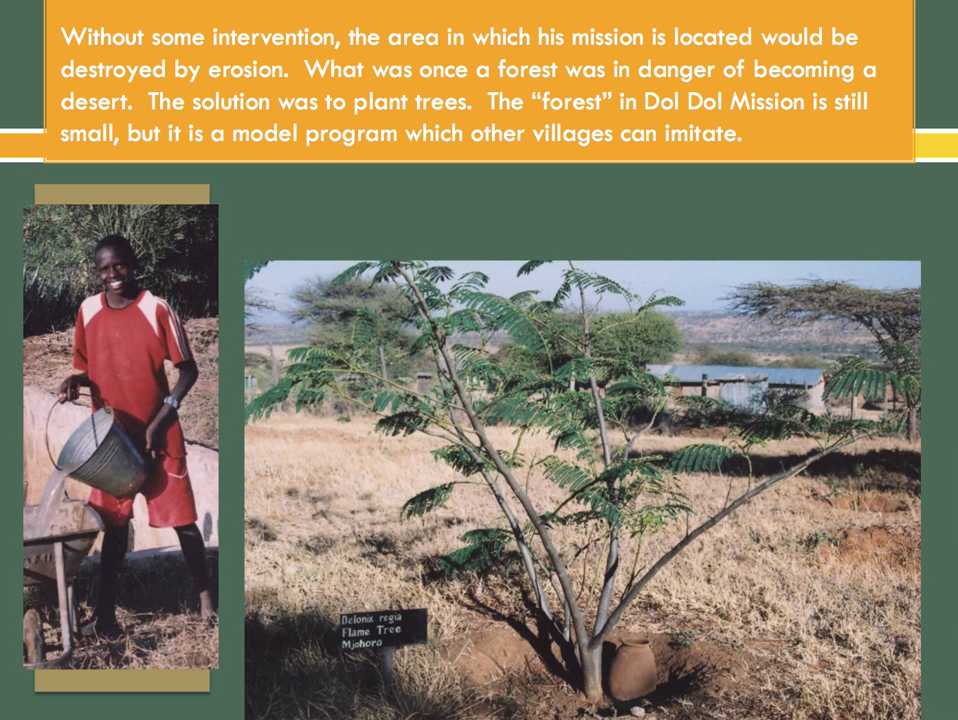 Without some intervention, the area in which his mission is located would be
destroyed by erosion.  What was once a forest was in danger of becoming a
desert.  The solution was to plant trees.  The “forest” in Dol Dol Mission is still
small, but it is a model program which other villages can imitate.
Delonix regia
Flame Tree
Mjohoro